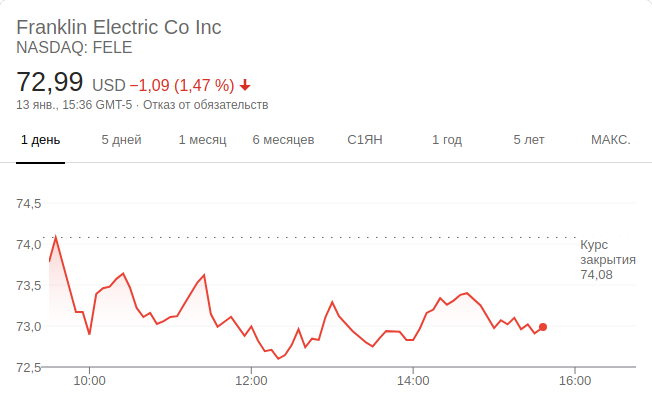 Franklin Electric Co Inc
NASDAQ: FELE
72,99 USD −1,09 (1,47 %)
13 янв., 15:36 GMT-5 · Отказ от обязательств
1 день 5 дней 1 месяц 6 месяцев С1ЯН 1 год 5 лет МАКС.
74,5
74,0
73,5
73,0
72,5
Курс
закрытия
74,08
10:00 12:00 14:00 16:00